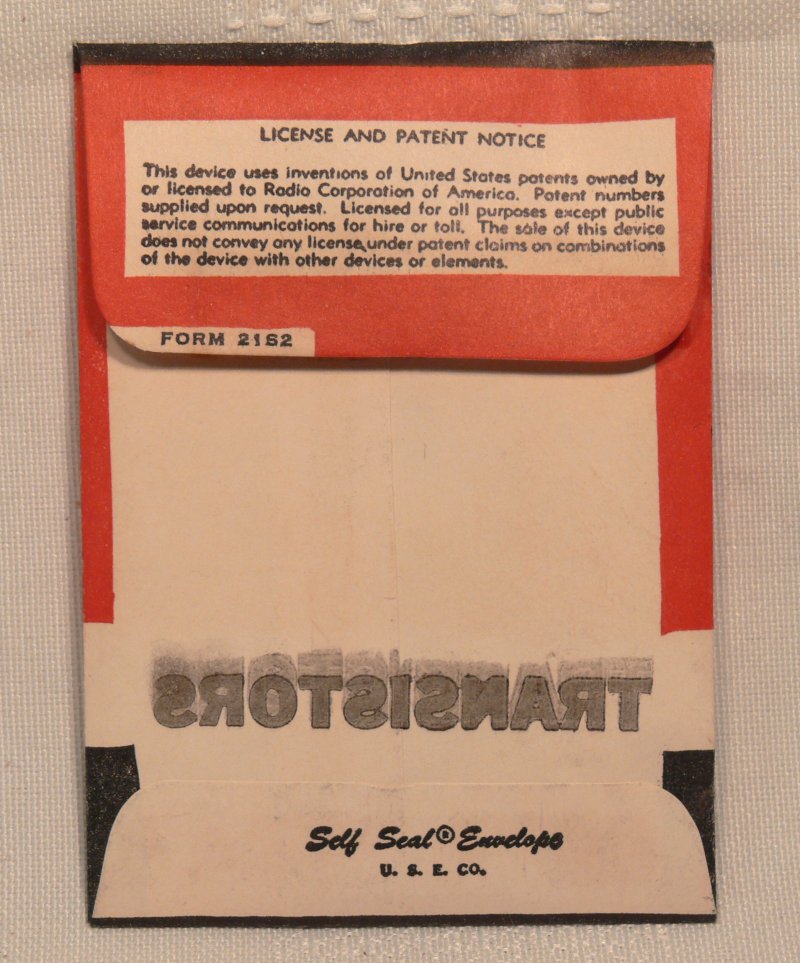 LICENSE AND PATENT NOTICE
This device uses inventions of United States patents owned by
or licensed to Radio Corporation of America. Patent numbers
supplied upon request. Licensed for all purposes except public
service communications for hire or toll. The sale of this device
does not convey any license under patent claims on combinations
of the device with other devices or elements.
FORM 21S2
TRANSISTORS
Self Seal® Envelope
U. S. E. CO.